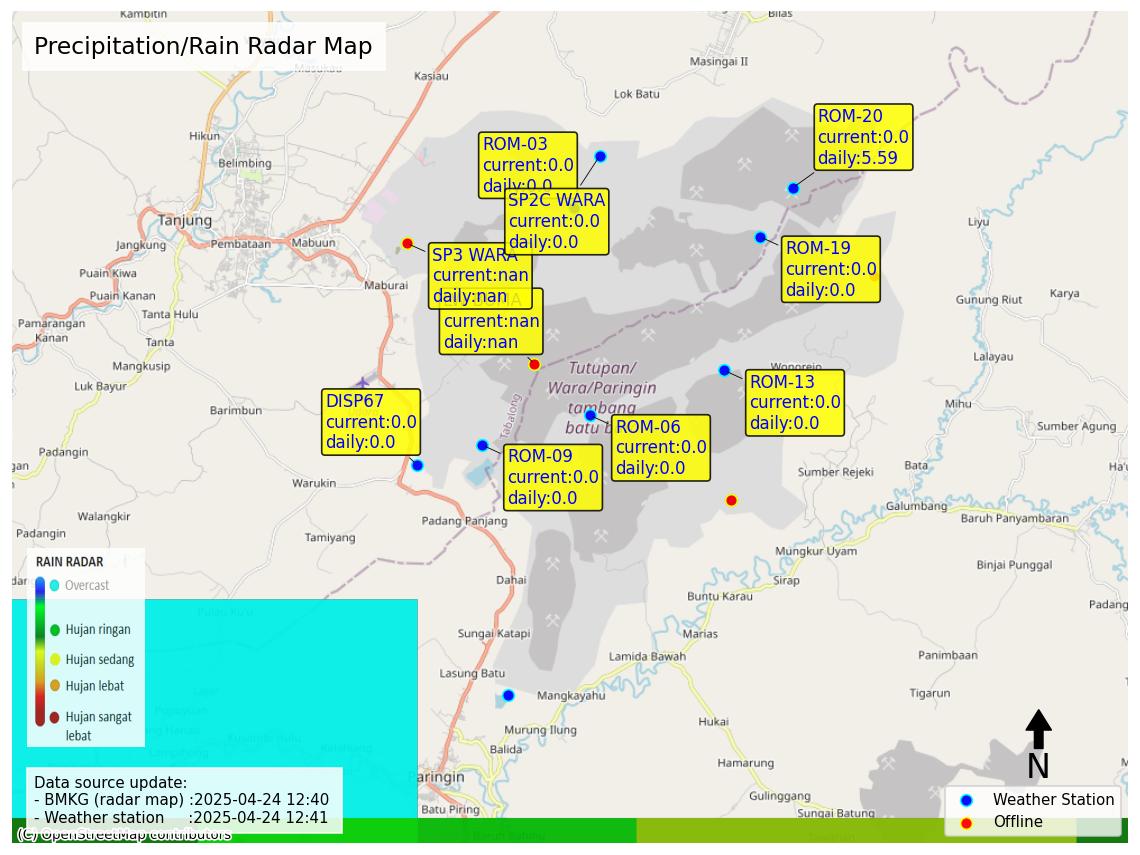 Kambitin
Bilas
Precipitation/Rain Radar Map
Masukau
Masingai II
Kasiau
Lok Batu
ROM-20
current:0.0
daily:5.59
Hikun
ROM-03
current:0.0
daily:0.0
Belimbing
SP2C WARA
current:0.0
daily:0.0
Tanjung
Liyu
Jangkung
Pembataan
Mabuun
SP3 WARA
current:nan
daily:nan
ROM-19
current:0.0
daily:0.0
Puain Kiwa
Maburai
Puain Kanan
Karya
Gunung Riut
Tanta Hulu
current:nan
daily:nan
Pamarangan
Kanan
Tanta
Lalayau
Mangkusip
Wonorejo
Tutupan/
Wara/Paringin
tambang
batu b
Luk Bayur
ROM-13
current:0.0
daily:0.0
DISP67
current:0.0
daily:0.0
Barimbun
Tabalong
Mihu
ROM-06
current:0.0
daily:0.0
Sumber Agung
ROM-09
current:0.0
daily:0.0
gan
Padangin
Bata
Sumber Rejeki
Warukin
Galumbang
Walangkir
Padang Panjang
Baruh Panyambaran
Padangin
Tamiyang
Mungkur Uyam
Binjai Punggal
RAIN RADAR
Overcast
Hujan ringan
Hujan sedang
Hujan lebat
Hujan sangat
lebat
Dahai
Sirap
Buntu Karau
Padang
Pulau Ku'u
Sungai Katapi
Marias
Lamida Bawah
Panimbaan
Lasung Batu
Mangkayahu
Tigarun
Hukai
Murung Ilung
Balida
Hamarung
N
Paringin
Gulinggang
Batu Piring
Sungai Batung
Data source update:
- BMKG (radar map) :2025-04-24 12:40
- Weather station :2025-04-24 12:41
Weather Station
Offline
(C) OpenStreetMap contributors